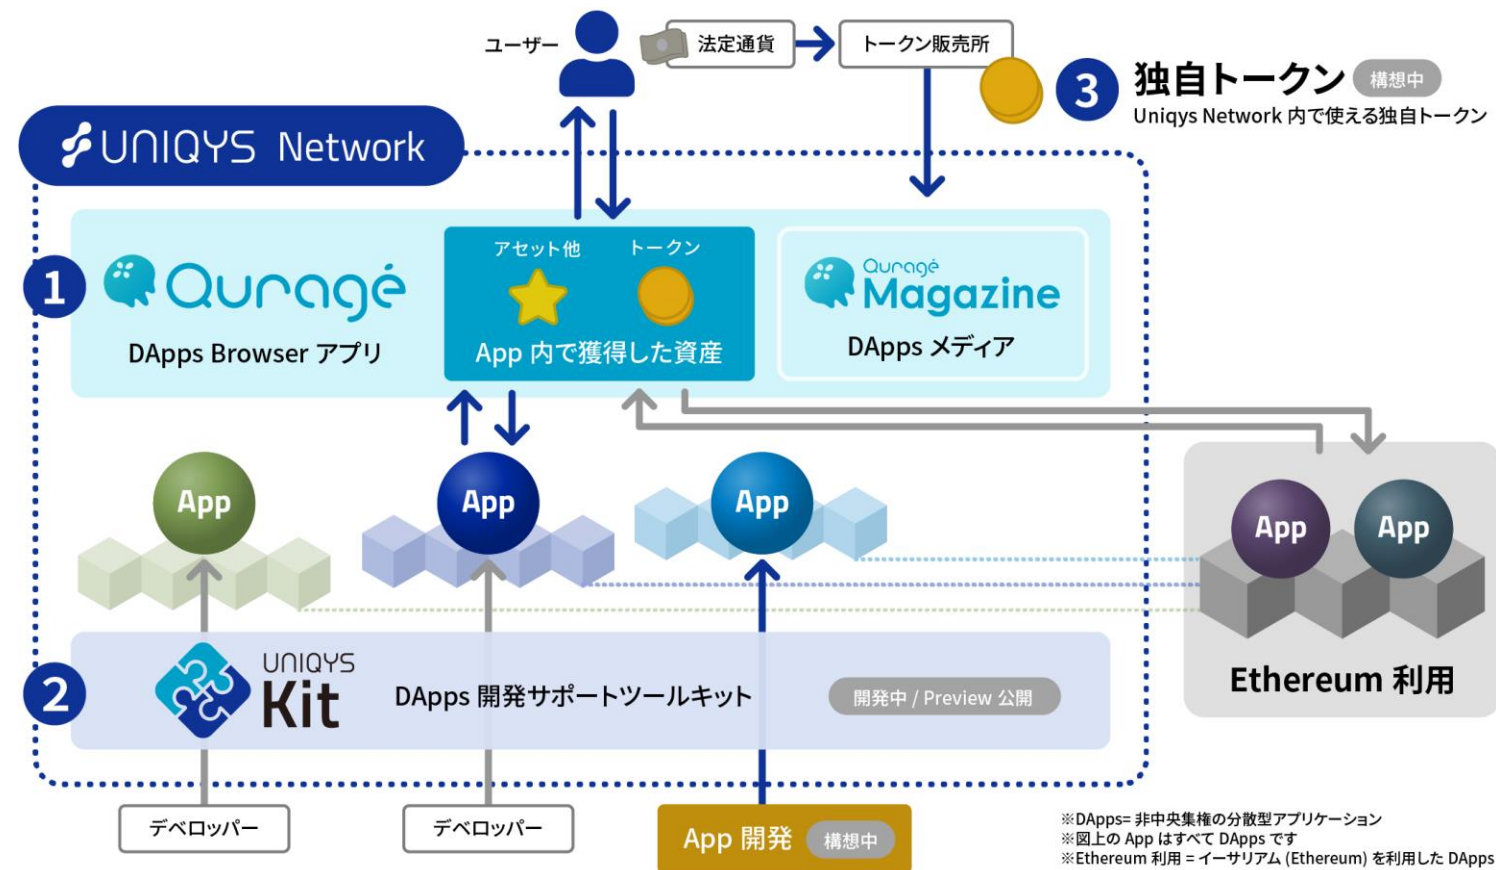 ユーザー
法定通貨
トークン販売所
3
独自トークン
構想中
Uniqys Network 内で使える独自トークン
UNIQYS Network
1
Quragé
DApps Browser アプリ
アセット他
トークン
App 内で獲得した資産
Quragé
Magazine
DApps メディア
App
App
App
App
App
Ethereum 利用
2
UNIQYS
Kit
DApps 開発サポートツールキット
開発中 / Preview 公開
デベロッパー
デベロッパー
App 開発
構想中
※DApps= 非中央集権の分散型アプリケーション
※図上の App はすべて DApps です
※Ethereum 利用 = イーサリアム (Ethereum) を利用した DApps